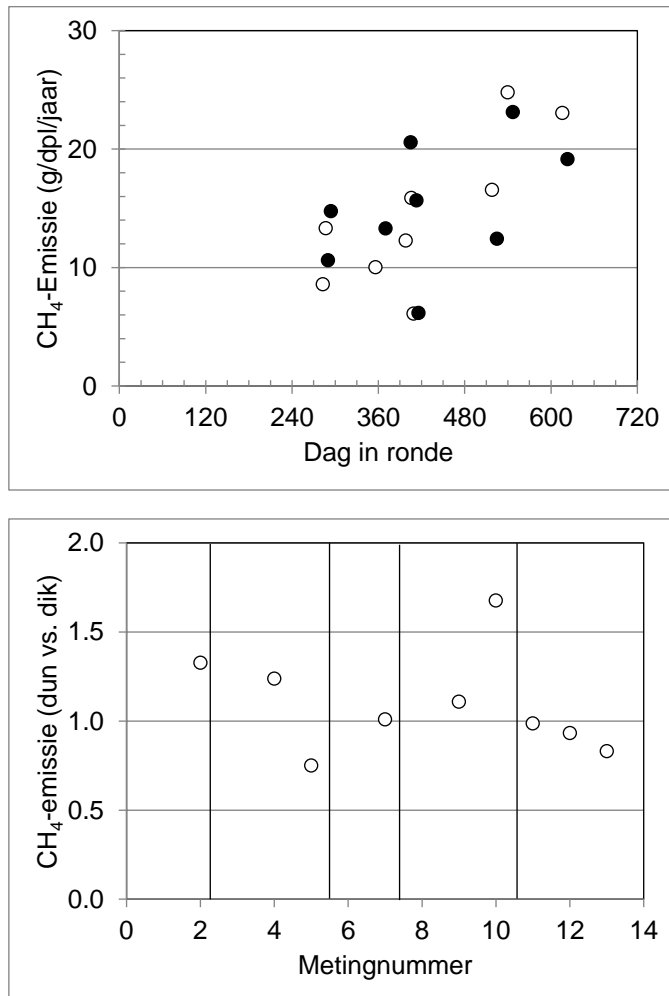 30
20
10
0
CH₄-Emissie (g/dpl/jaar)
0 120 240 360 480 600 720
Dag in ronde
2.0
1.5
1.0
0.5
0.0
CH₄-emissie (dun vs. dik)
0 2 4 6 8 10 12 14
Metingnummer